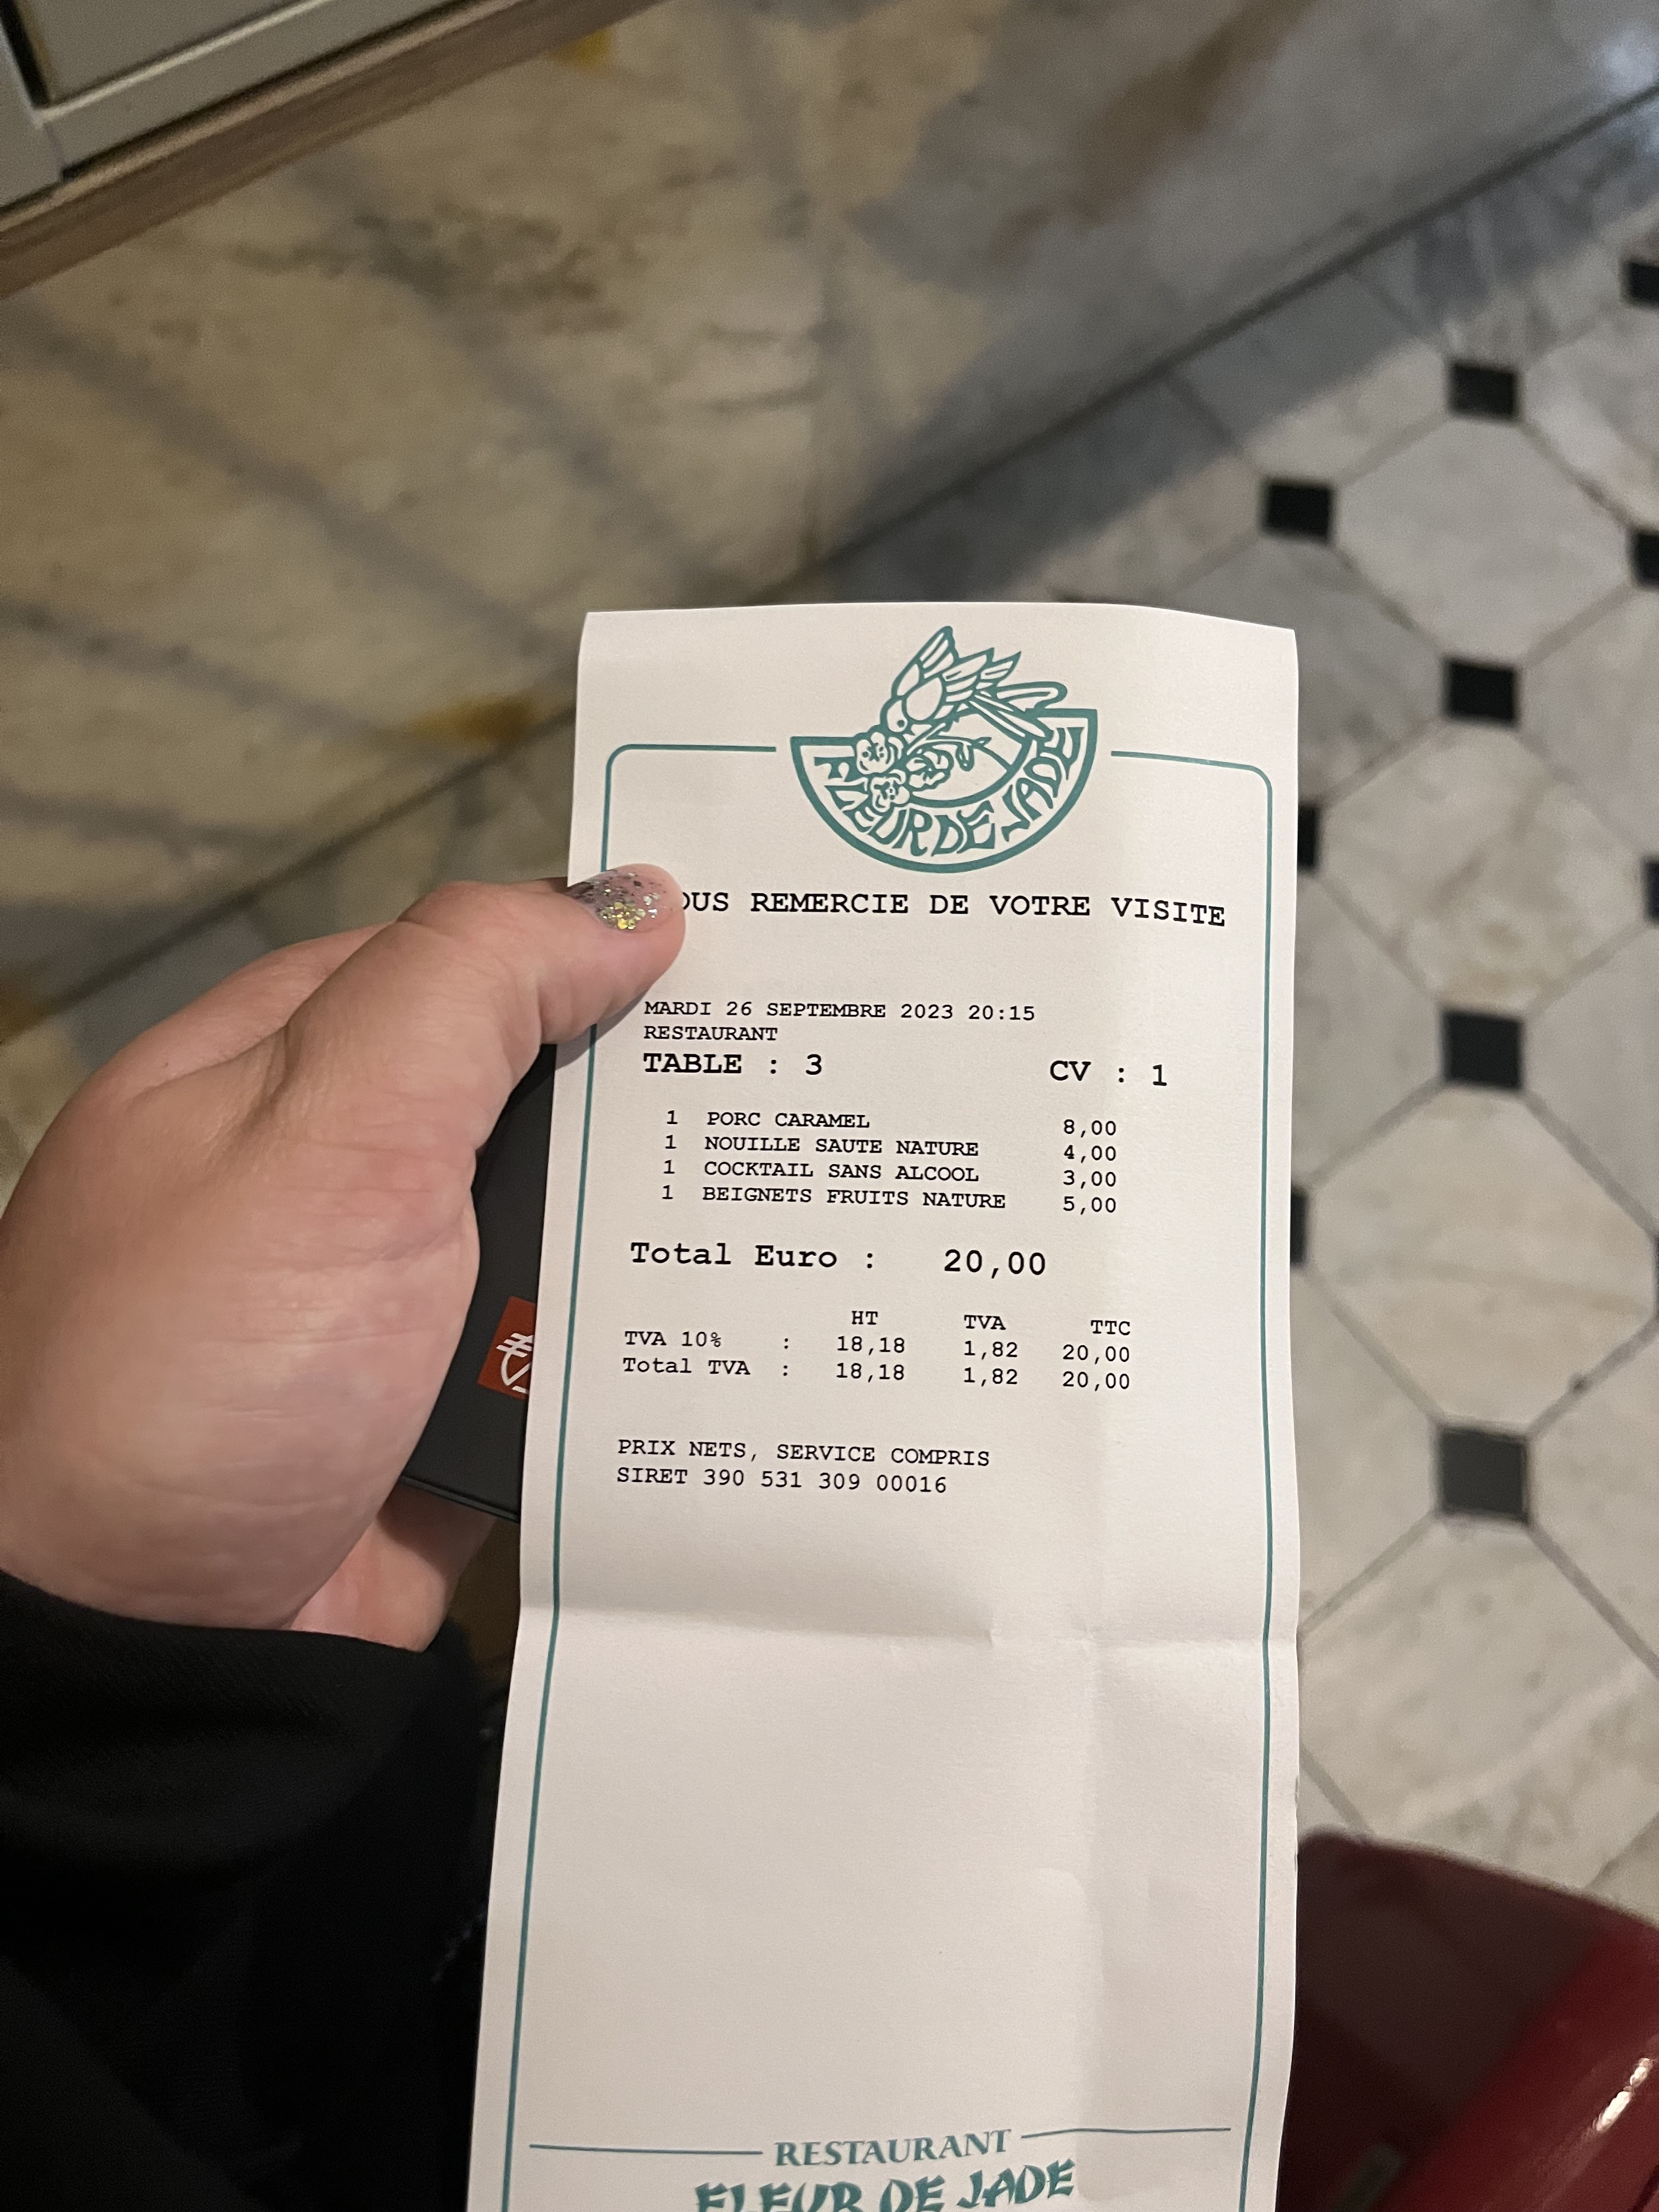 FLEUR DE JADE
REMERCIE DE VOTRE VISITE
MARDI 26 SEPTEMBRE 2023 20:15
RESTAURANT
TABLE : 3 CV : 1
1 PORC CARAMEL 8,00
1 NOUILLE SAUTE NATURE 4,00
1 COCKTAIL SANS ALCOOL 3,00
1 BEIGNETS FRUITS NATURE 5,00
Total Euro : 20,00
HT TVA TTC
TVA 10% : 18,18 1,82 20,00
Total TVA : 18,18 1,82 20,00
PRIX NETS, SERVICE COMPRIS
SIRET 390 531 309 00016
RESTAURANT
FLEUR DE JADE